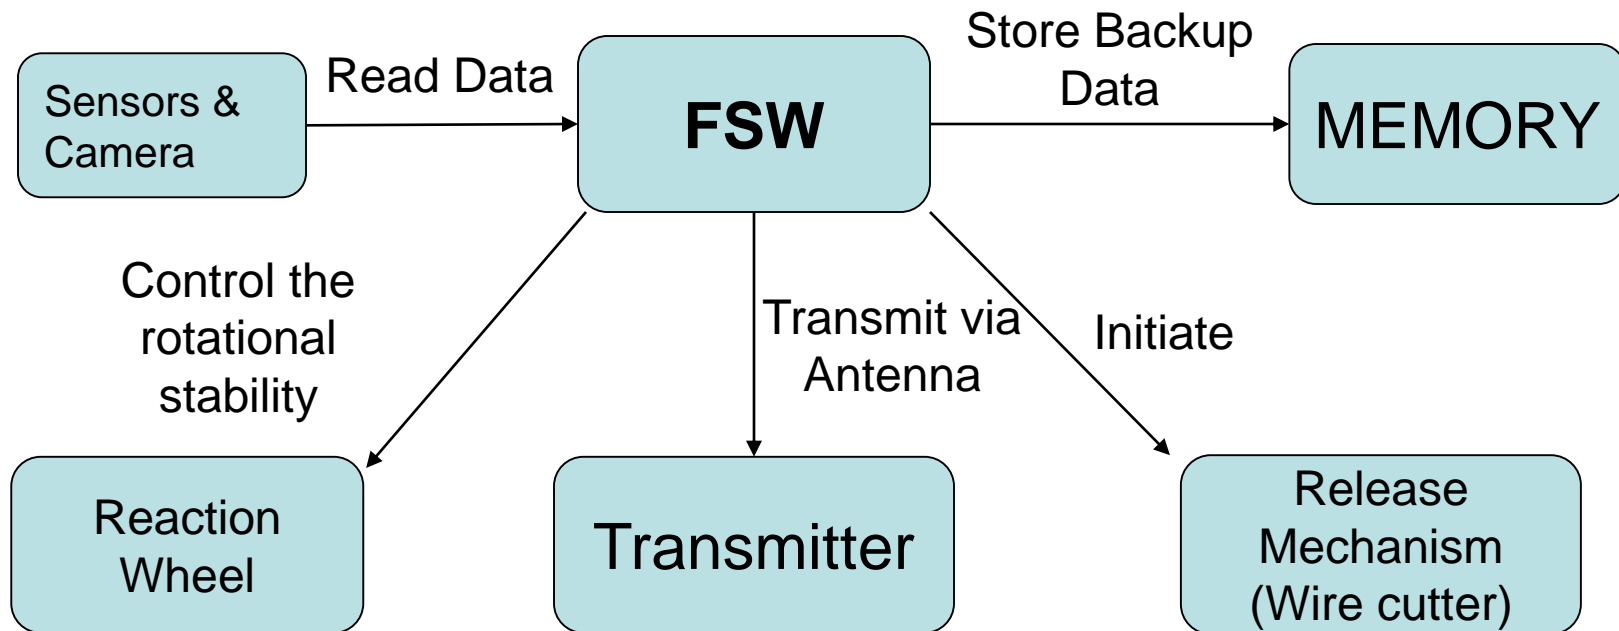 Sensors &
Camera
Read Data
FSW
Store Backup
Data
MEMORY
Control the
rotational
stability
Transmit via
Antenna
Initiate
Reaction
Wheel
Transmitter
Release
Mechanism
(Wire cutter)